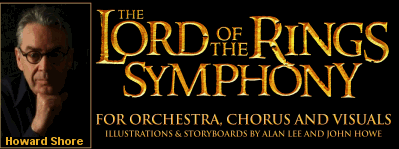 THE
LORD OF THE RINGS
SYMPHONY
FOR ORCHESTRA, CHORUS AND VISUALS
ILLUSTRATIONS & STORYBOARDS BY ALAN LEE AND JOHN HOWE
Howard Shore